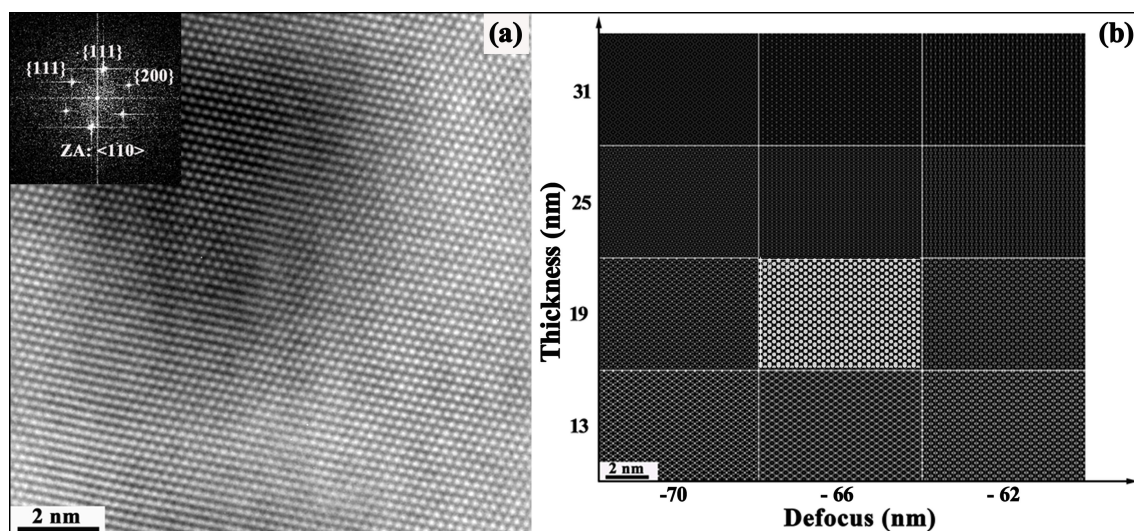 (a)
{111}
{111}
{200}
ZA: <110>
2 nm
(b)
Thickness (nm)
31
25
19
13
2 nm
-70
- 66
- 62
Defocus (nm)